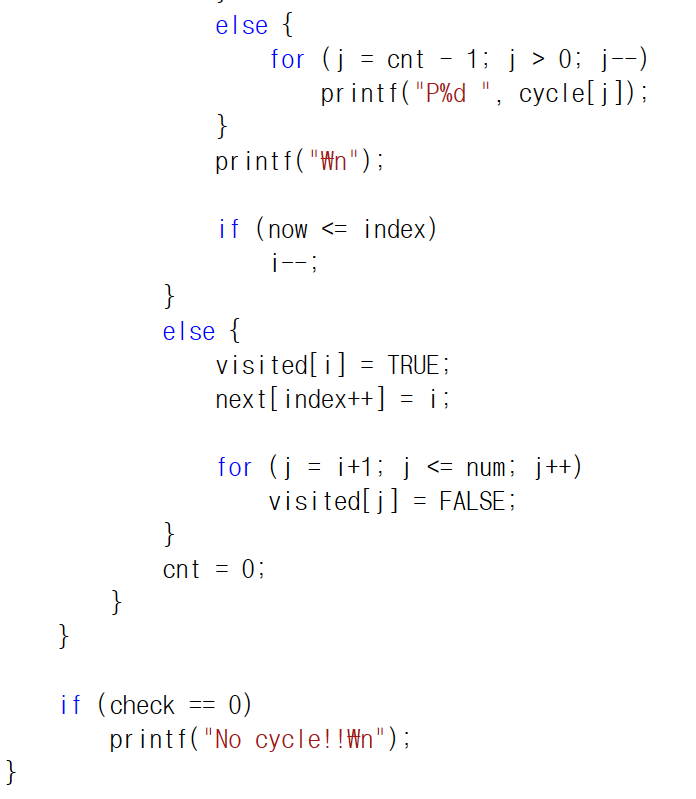 }
else {
for (j = cnt - 1; j > 0; j--)
printf("P%d ", cycle[j]);
}
printf("₩n");
if (now <= index)
i--;
}
else {
visited[i] = TRUE;
next[index++] = i;
for (j = i+1; j <= num; j++)
visited[j] = FALSE;
}
cnt = 0;
}
}
if (check == 0)
printf("No cycle!!₩n");
}